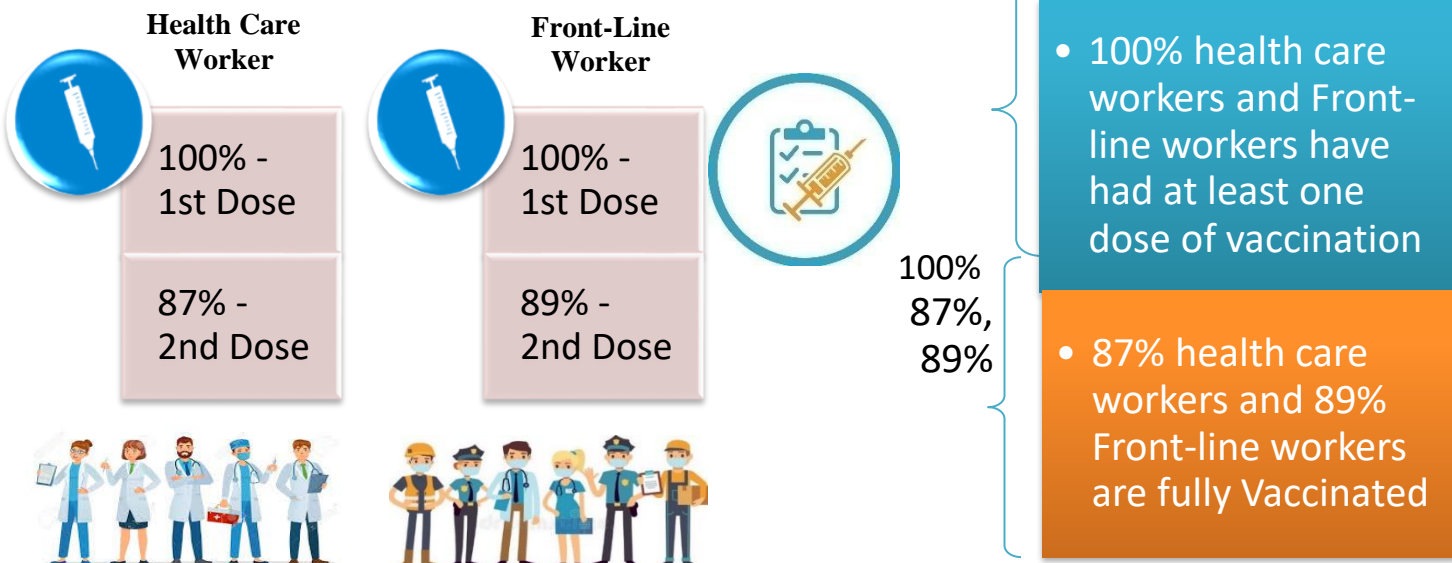 Health Care
Worker
100% -
1st Dose
87% -
2nd Dose
Front-Line
Worker
100% -
1st Dose
89% -
2nd Dose
100%
87%,
89%
• 100% health care
workers and Front-
line workers have
had at least one
dose of vaccination
• 87% health care
workers and 89%
Front-line workers
are fully Vaccinated